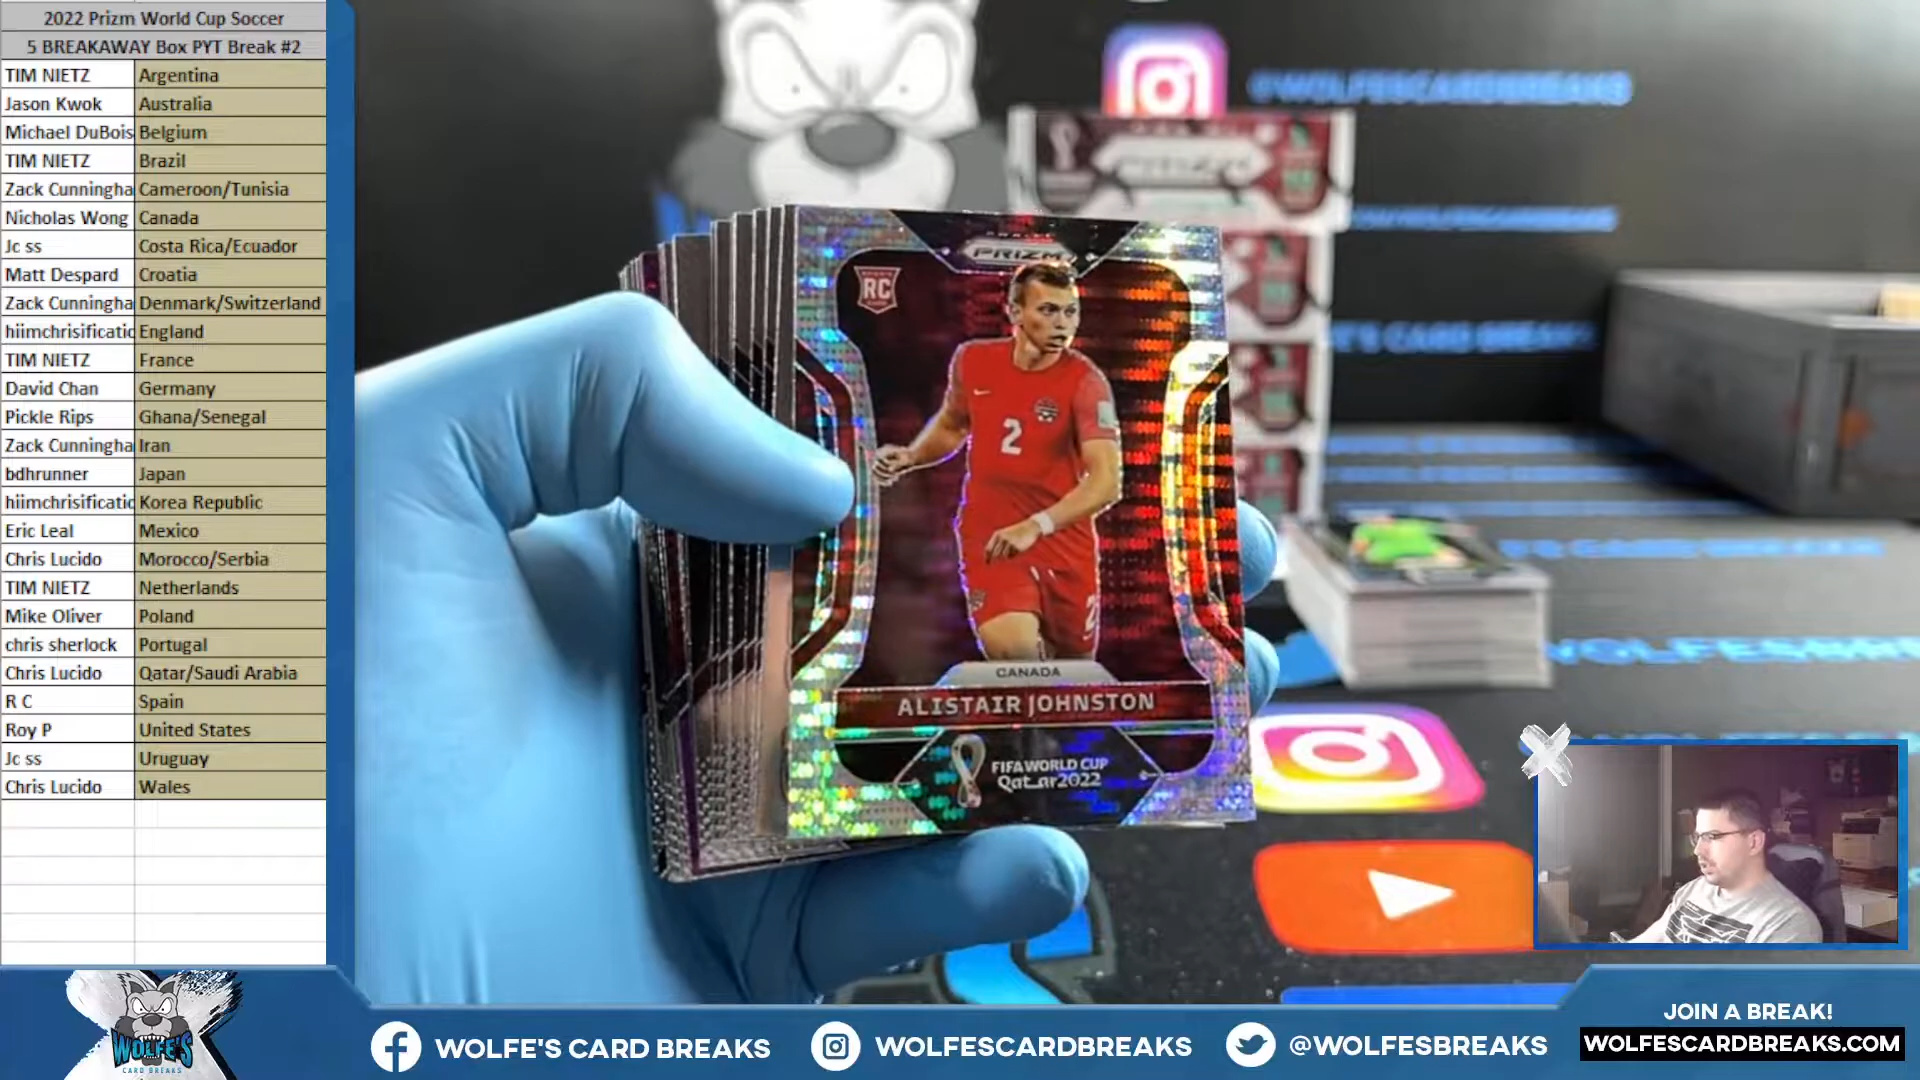 2022 Prizm World Cup Soccer
5 BREAKAWAY Box PYT Break #2
TIM NIETZ Argentina
Jason Kwok Australia
Michael DuBois Belgium
TIM NIETZ Brazil
Zack Cunningha Cameroon/Tunisia
Nicholas Wong Canada
Jc ss Costa Rica/Ecuador
Matt Despard Croatia
Zack Cunningha Denmark/Switzerland
hiimchrisificatic England
TIM NIETZ France
David Chan Germany
Pickle Rips Ghana/Senegal
Zack Cunningha Iran
bdhrunner Japan
hiimchrisificatic Korea Republic
Eric Leal Mexico
Chris Lucido Morocco/Serbia
TIM NIETZ Netherlands
Mike Oliver Poland
chris sherlock Portugal
Chris Lucido Qatar/Saudi Arabia
R C Spain
Roy P United States
Jc ss Uruguay
Chris Lucido Wales
@WOLFESCARDBREAKS
PRIZM
RC
2
2
CANADA
ALISTAIR JOHNSTON
FIFA WORLD CUP
Qatar2022
WOLFE'S
CARD BREAKS
WOLFE'S CARD BREAKS
WOLFESCARDBREAKS
@WOLFESBREAKS
JOIN A BREAK!
WOLFESCARDBREAKS.COM